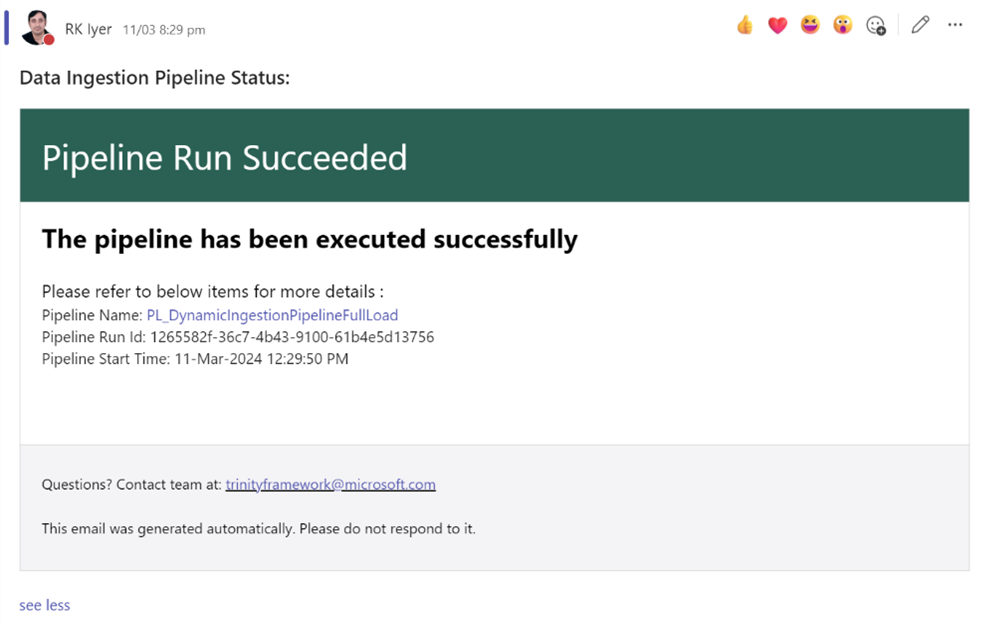 RK Iyer 11/03 8:29 pm
Data Ingestion Pipeline Status:
Pipeline Run Succeeded
The pipeline has been executed successfully
Please refer to below items for more details :
Pipeline Name: PL_DynamicIngestionPipelineFullLoad
Pipeline Run Id: 1265582f-36c7-4b43-9100-61b4e5d13756
Pipeline Start Time: 11-Mar-2024 12:29:50 PM
Questions? Contact team at: trinityframework@microsoft.com
This email was generated automatically. Please do not respond to it.
see less